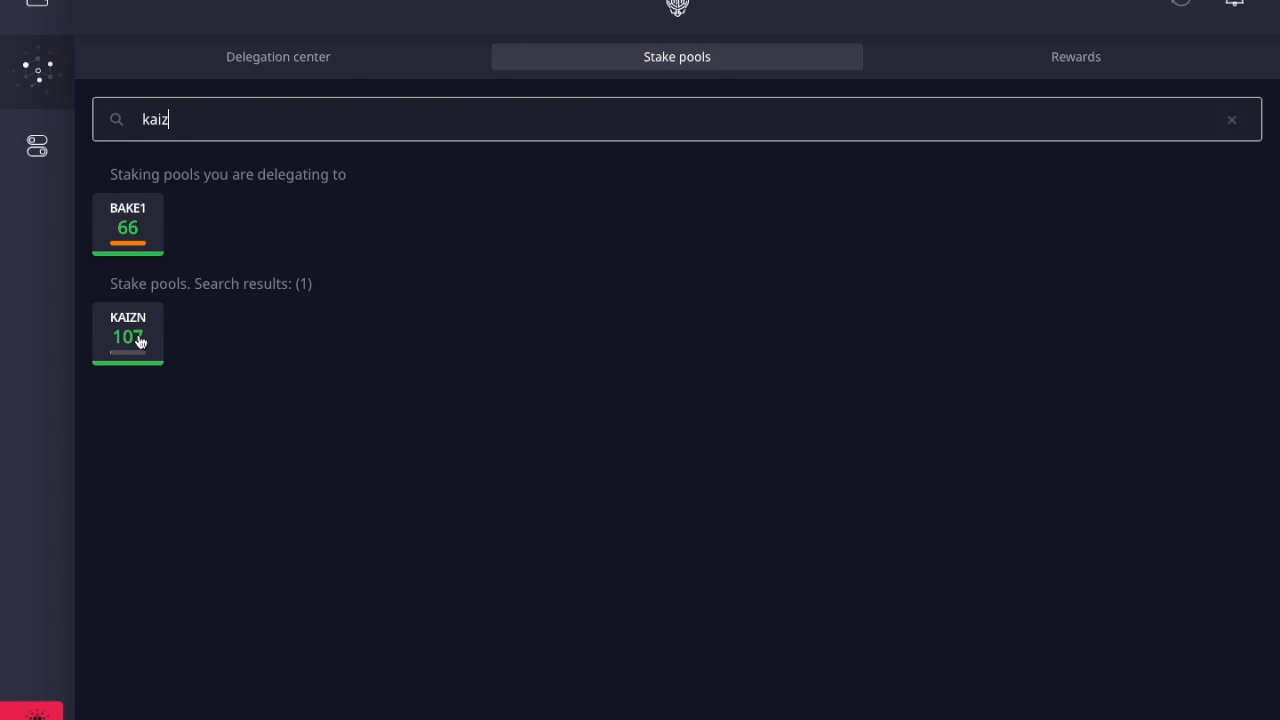 Delegation center
Stake pools
Rewards
kaiz
Staking pools you are delegating to
BAKE1
66
Stake pools. Search results: (1)
KAIZN
107